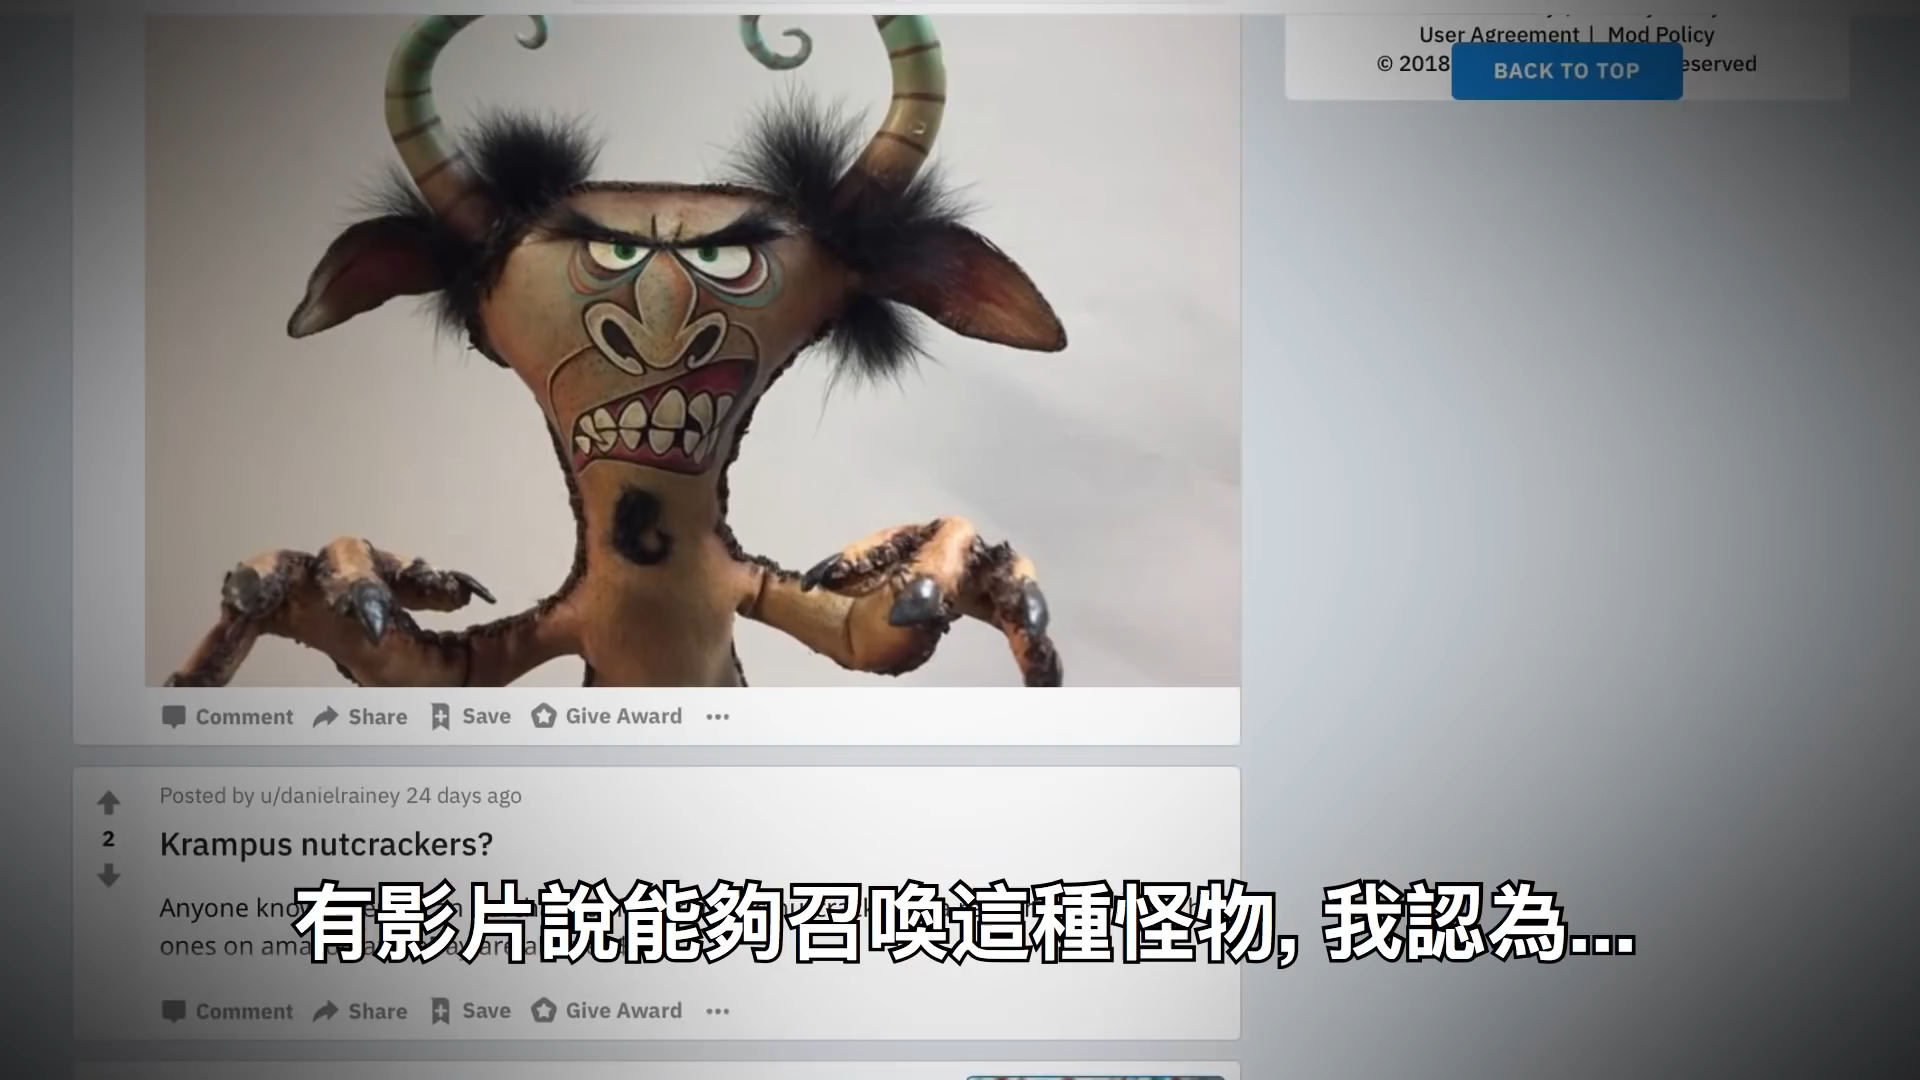 User Agreement | Mod Policy
© 2018 eserved
BACK TO TOP
Comment Share Save Give Award
Posted by u/danielrainey 24 days ago
2
Krampus nutcrackers?
Anyone
ones on
有影片說能夠召喚這種怪物, 我認為...
Comment Share Save Give Award